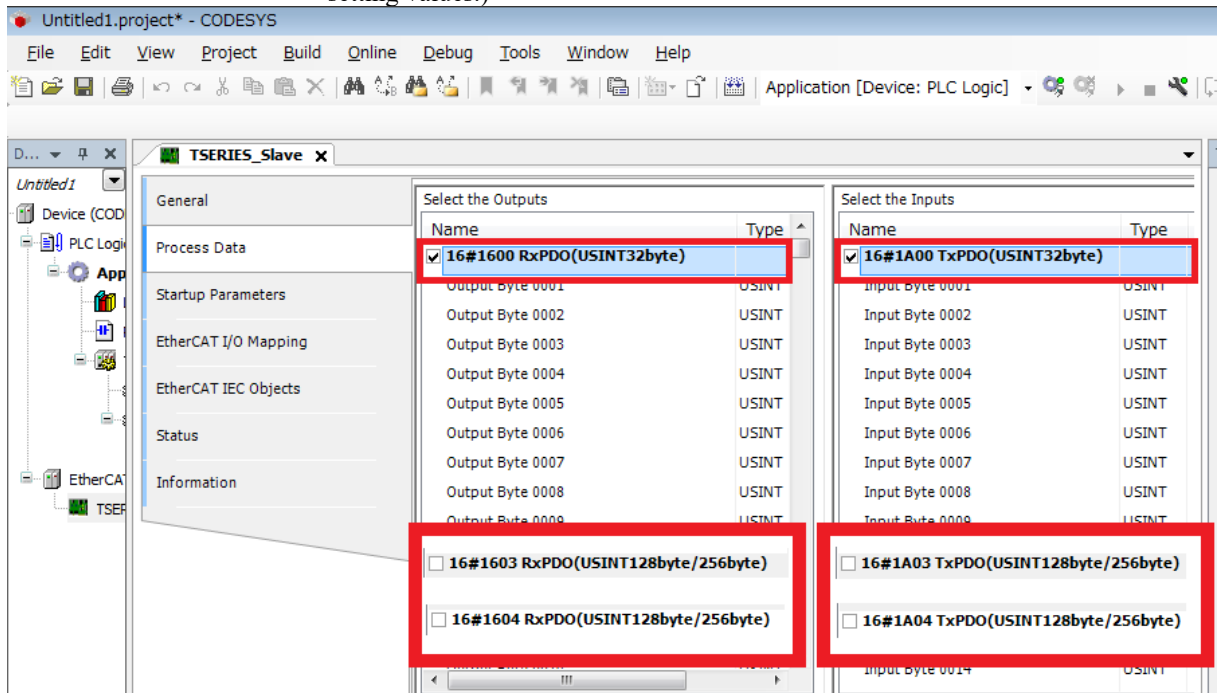 setting values.)
Untitled1.project* - CODESYS
File Edit View Project Build Online Debug Tools Window Help
Application [Device: PLC Logic]
D...
TSERIES_Slave x
Untitled1
Device (COD
PLC Logi
App
EtherCA
TSER
General
Process Data
Startup Parameters
EtherCAT I/O Mapping
EtherCAT IEC Objects
Status
Information
Select the Outputs
Name Type
16#1600 RxPDO(USINT32byte)
Output Byte 0001 USINT
Output Byte 0002 USINT
Output Byte 0003 USINT
Output Byte 0004 USINT
Output Byte 0005 USINT
Output Byte 0006 USINT
Output Byte 0007 USINT
Output Byte 0008 USINT
Output Byte 0009 USINT
16#1603 RxPDO(USINT128byte/256byte)
16#1604 RxPDO(USINT128byte/256byte)
Select the Inputs
Name Type
16#1A00 TxPDO(USINT32byte)
Input Byte 0001 USINT
Input Byte 0002 USINT
Input Byte 0003 USINT
Input Byte 0004 USINT
Input Byte 0005 USINT
Input Byte 0006 USINT
Input Byte 0007 USINT
Input Byte 0008 USINT
Input Byte 0009 USINT
16#1A03 TxPDO(USINT128byte/256byte)
16#1A04 TxPDO(USINT128byte/256byte)
Input Byte 0014 USINT